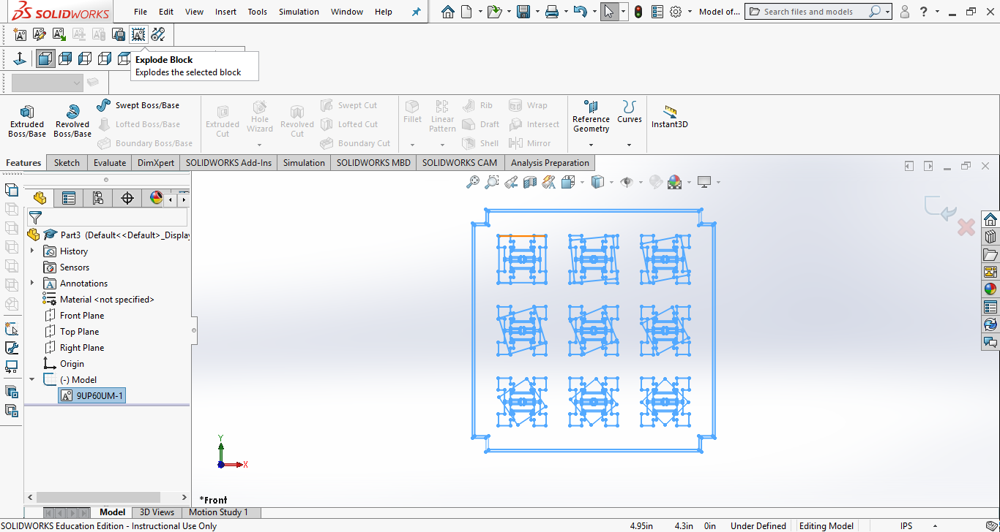 SOLIDWORKS File Edit View Insert Tools Simulation Window Help Model of... Search files and models
Explode Block
Explodes the selected block
Extruded Boss/Base
Revolved Boss/Base
Swept Boss/Base
Lofted Boss/Base
Boundary Boss/Base
Extruded Cut
Hole Wizard
Revolved Cut
Swept Cut
Lofted Cut
Boundary Cut
Fillet
Linear Pattern
Rib
Draft
Shell
Wrap
Intersect
Mirror
Reference Geometry
Curves
Instant3D
Features Sketch Evaluate DimXpert SOLIDWORKS Add-Ins Simulation SOLIDWORKS MBD SOLIDWORKS CAM Analysis Preparation
Part3 (Default<<Default>_Display
History
Sensors
A Annotations
Material <not specified>
Front Plane
Top Plane
Right Plane
Origin
(-) Model
A 9UP60UM-1
Y
X
*Front
Model 3D Views Motion Study 1
SOLIDWORKS Education Edition - Instructional Use Only 4.95in 4.3in 0in Under Defined Editing Model IPS